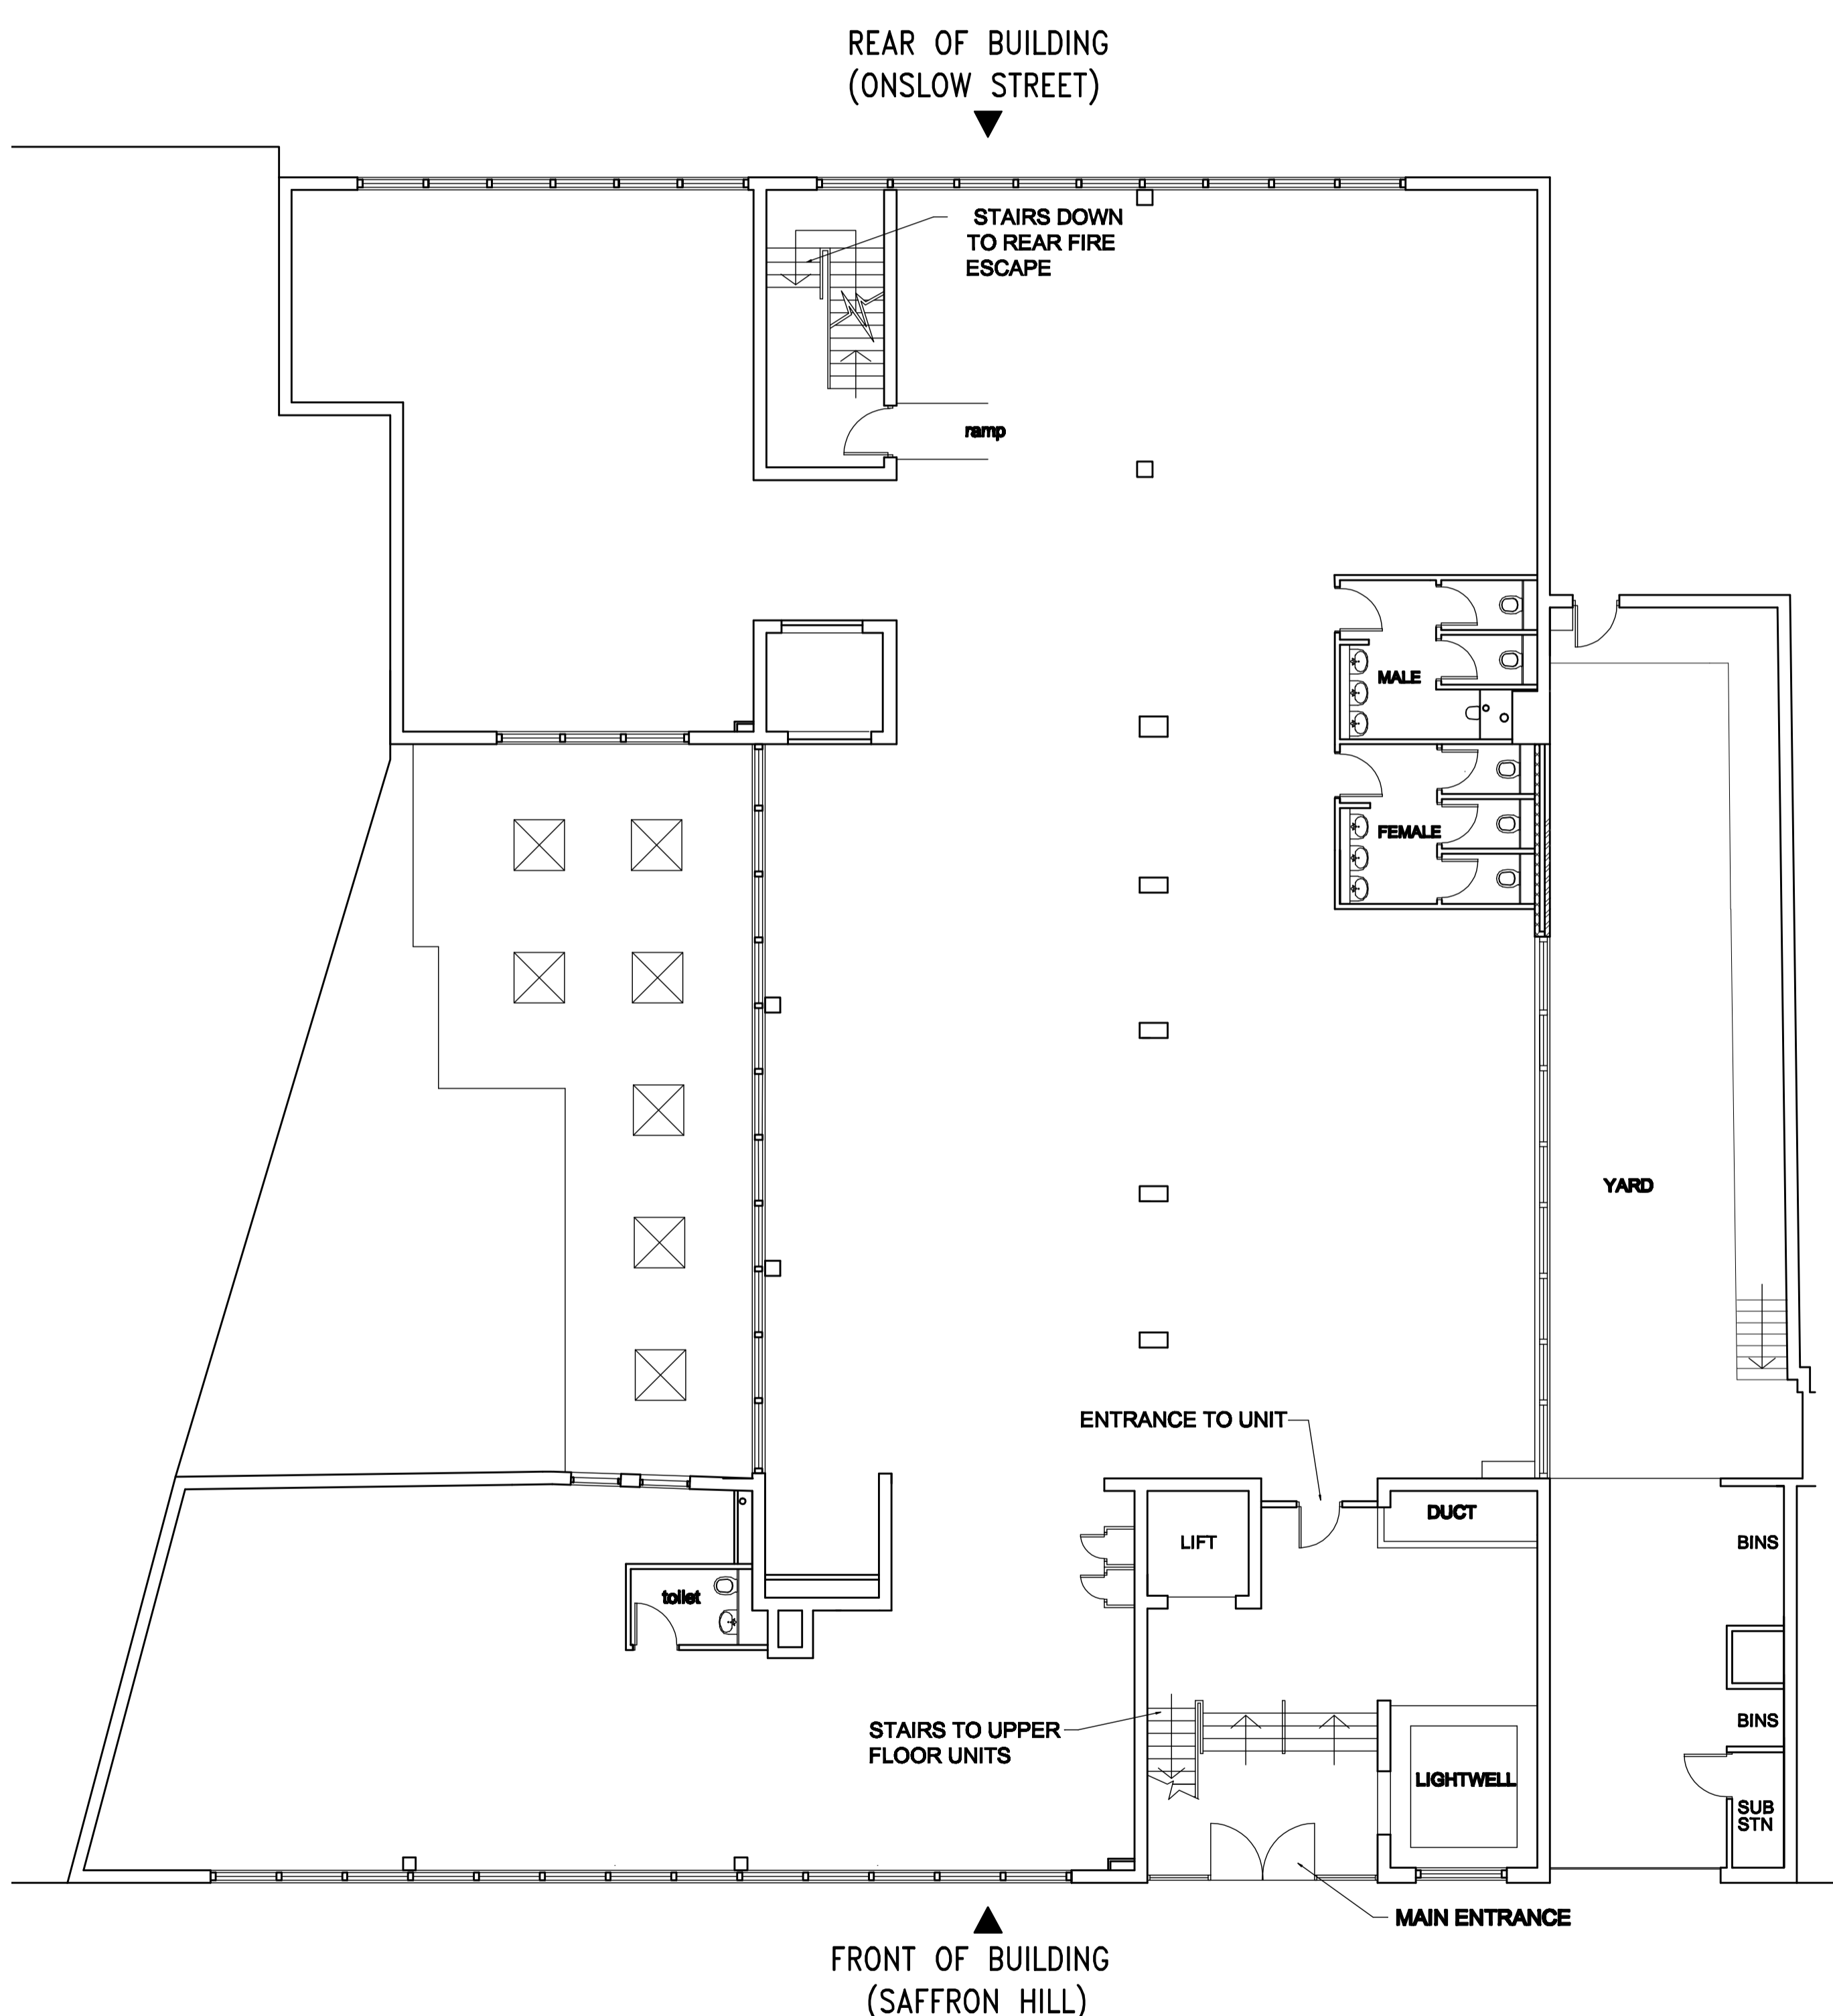 REAR OF BUILDING
(ONSLOW STREET)
STAIRS DOWN
TO REAR FIRE
ESCAPE
ramp
MALE
FEMALE
YARD
ENTRANCE TO UNIT
DUCT
LIFT
BINS
toilet
STAIRS TO UPPER
FLOOR UNITS
BINS
LIGHTWELL
SUB
STN
MAIN ENTRANCE
FRONT OF BUILDING
(SAFFRON HILL)